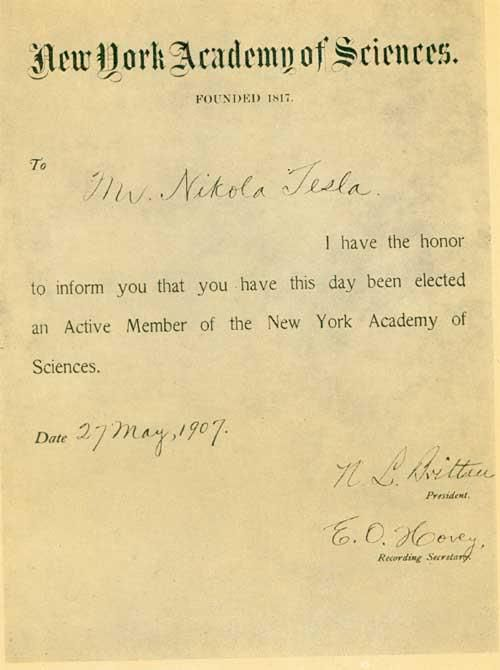 New York Academy of Sciences.
FOUNDED 1817.
To
Mr. Nikola Tesla.
I have the honor
to inform you that you have this day been elected
an Active Member of the New York Academy of
Sciences.
Date 27 May, 1907.
N. L. Britton
President.
E. O. Hovey,
Recording Secretary.